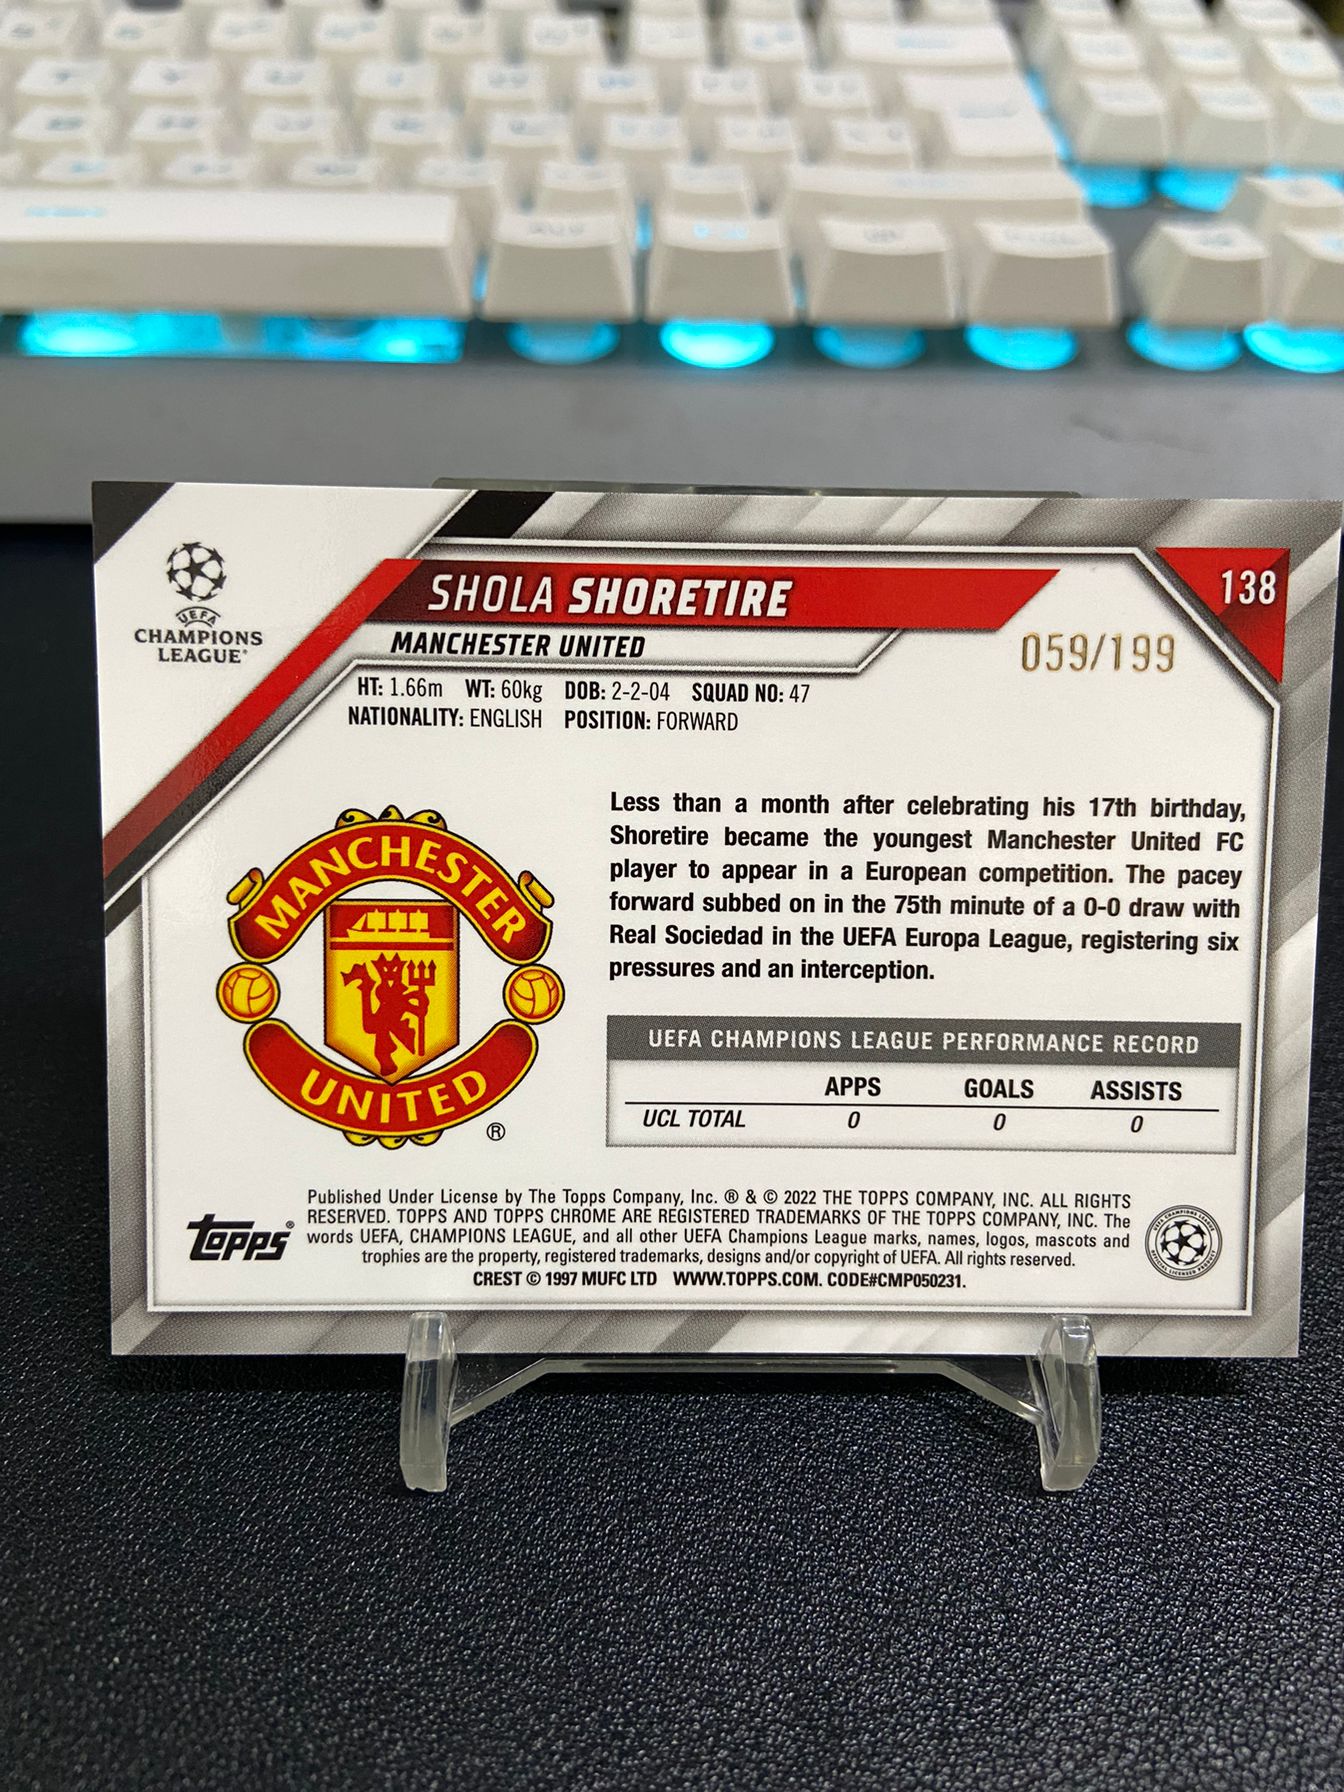 UEFA
CHAMPIONS
LEAGUE®
SHOLA SHORETIRE
138
MANCHESTER UNITED
059/199
HT: 1.66m WT: 60kg DOB: 2-2-04 SQUAD NO: 47
NATIONALITY: ENGLISH POSITION: FORWARD
MANCHESTER
UNITED
®
Less than a month after celebrating his 17th birthday,
Shoretire became the youngest Manchester United FC
player to appear in a European competition. The pacey
forward subbed on in the 75th minute of a 0-0 draw with
Real Sociedad in the UEFA Europa League, registering six
pressures and an interception.
UEFA CHAMPIONS LEAGUE PERFORMANCE RECORD
APPS GOALS ASSISTS
UCL TOTAL 0 0 0
Topps®
Published Under License by The Topps Company, Inc. ® & © 2022 THE TOPPS COMPANY, INC. ALL RIGHTS
RESERVED. TOPPS AND TOPPS CHROME ARE REGISTERED TRADEMARKS OF THE TOPPS COMPANY, INC. The
words UEFA, CHAMPIONS LEAGUE, and all other UEFA Champions League marks, names, logos, mascots and
trophies are the property, registered trademarks, designs and/or copyright of UEFA. All rights reserved.
CREST © 1997 MUFC LTD WWW.TOPPS.COM. CODE#CMP050231.
UEFA CHAMPIONS LEAGUE
OFFICIAL LICENSED PRODUCT